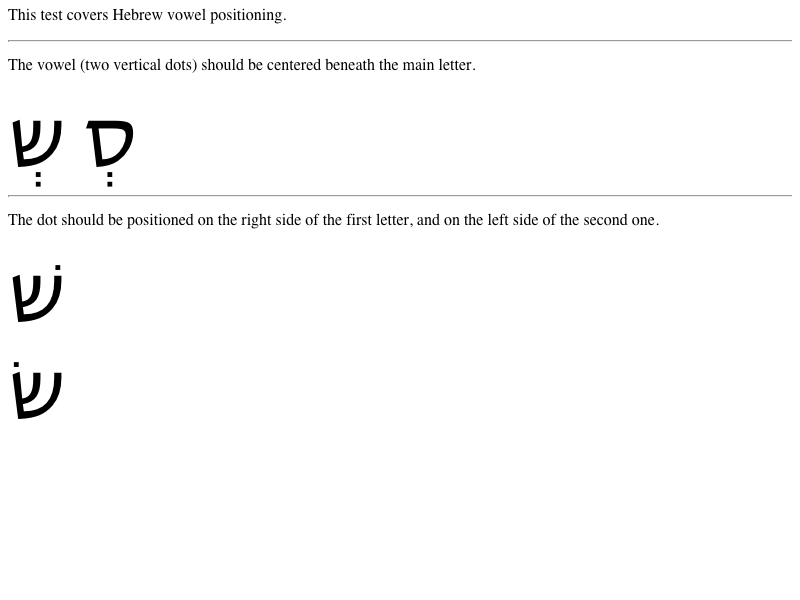 This test covers Hebrew vowel positioning.
The vowel (two vertical dots) should be centered beneath the main letter.
סְ שְ
The dot should be positioned on the right side of the first letter, and on the left side of the second one.
שׁ
שׂ